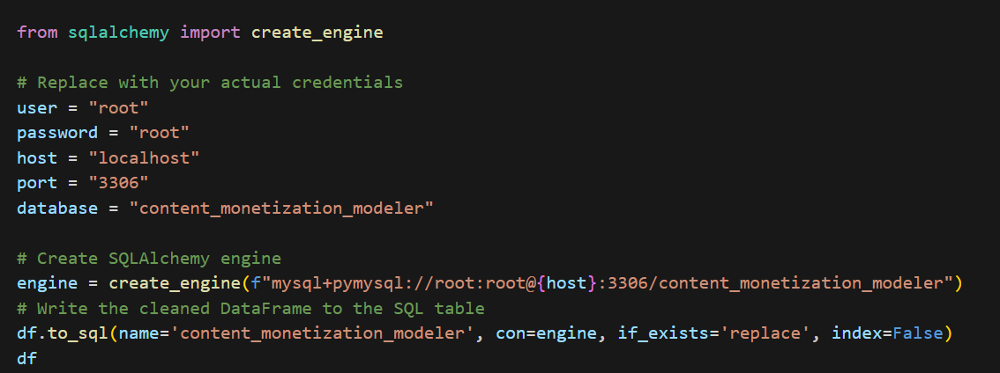 from sqlalchemy import create_engine
# Replace with your actual credentials
user = "root"
password = "root"
host = "localhost"
port = "3306"
database = "content_monetization_modeler"
# Create SQLAlchemy engine
engine = create_engine(f"mysql+pymysql://root:root@{host}:3306/content_monetization_modeler")
# Write the cleaned DataFrame to the SQL table
df.to_sql(name='content_monetization_modeler', con=engine, if_exists='replace', index=False)
df